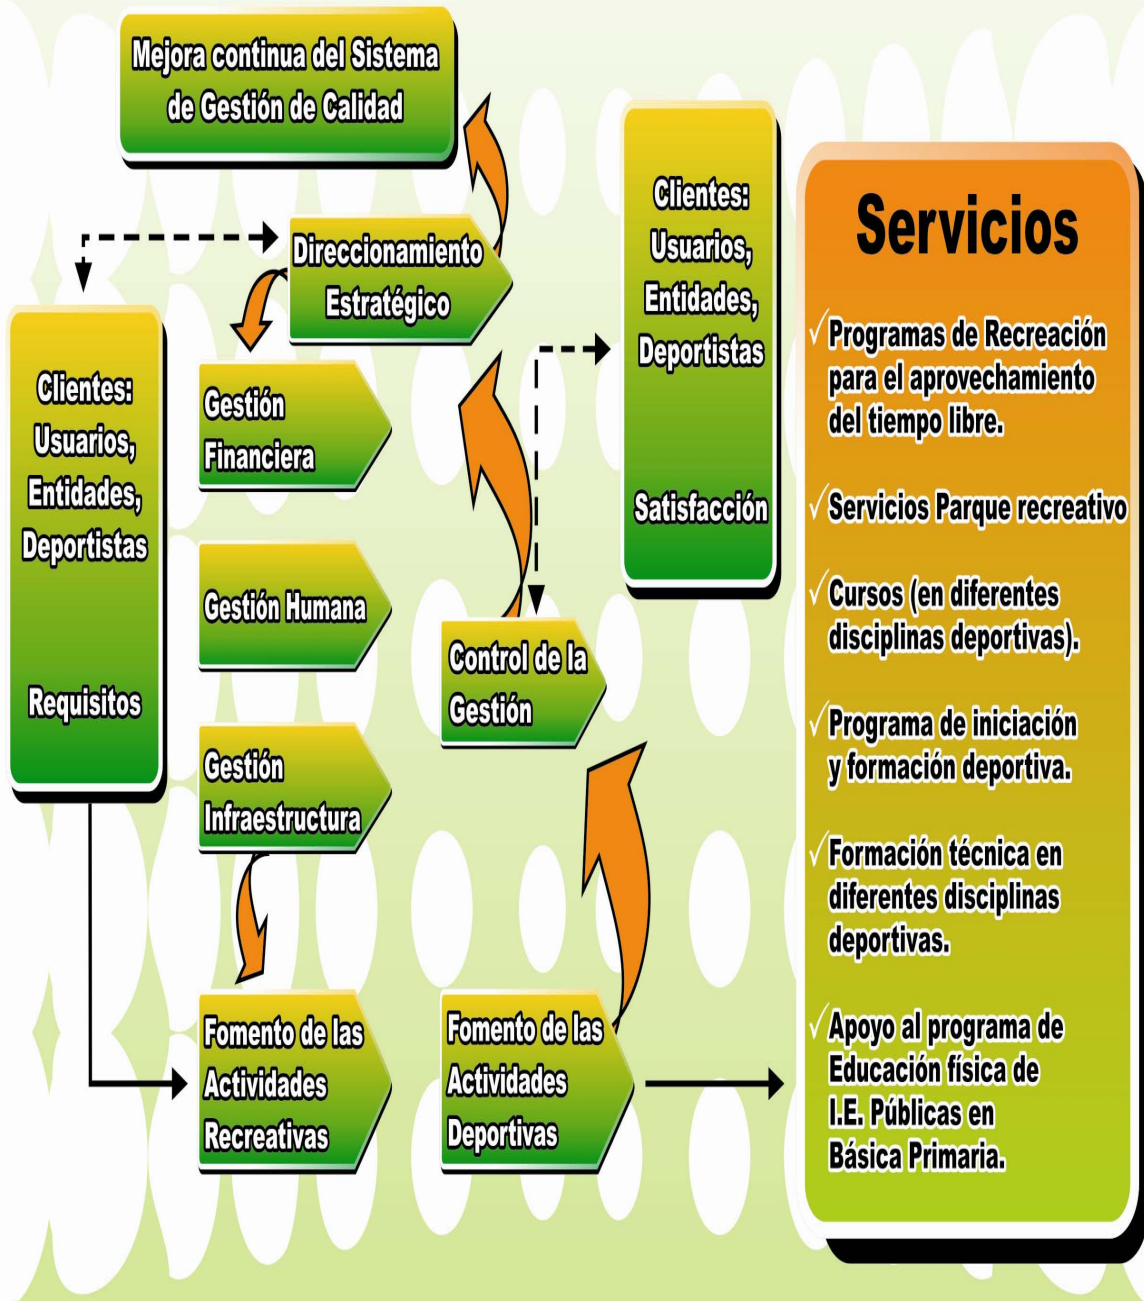 Mejora continua del Sistema
de Gestión de Calidad
Direccionamiento
Estratégico
Clientes:
Usuarios,
Entidades,
Deportistas
Requisitos
Gestión
Financiera
Gestión Humana
Gestión
Infraestructura
Fomento de las
Actividades
Recreativas
Fomento de las
Actividades
Deportivas
Control de la
Gestión
Clientes:
Usuarios,
Entidades,
Deportistas
Satisfacción
Servicios
✓Programas de Recreación
para el aprovechamiento
del tiempo libre.
✓Servicios Parque recreativo
✓Cursos (en diferentes
disciplinas deportivas).
✓Programa de iniciación
y formación deportiva.
✓Formación técnica en
diferentes disciplinas
deportivas.
✓Apoyo al programa de
Educación física de
I.E. Públicas en
Básica Primaria.